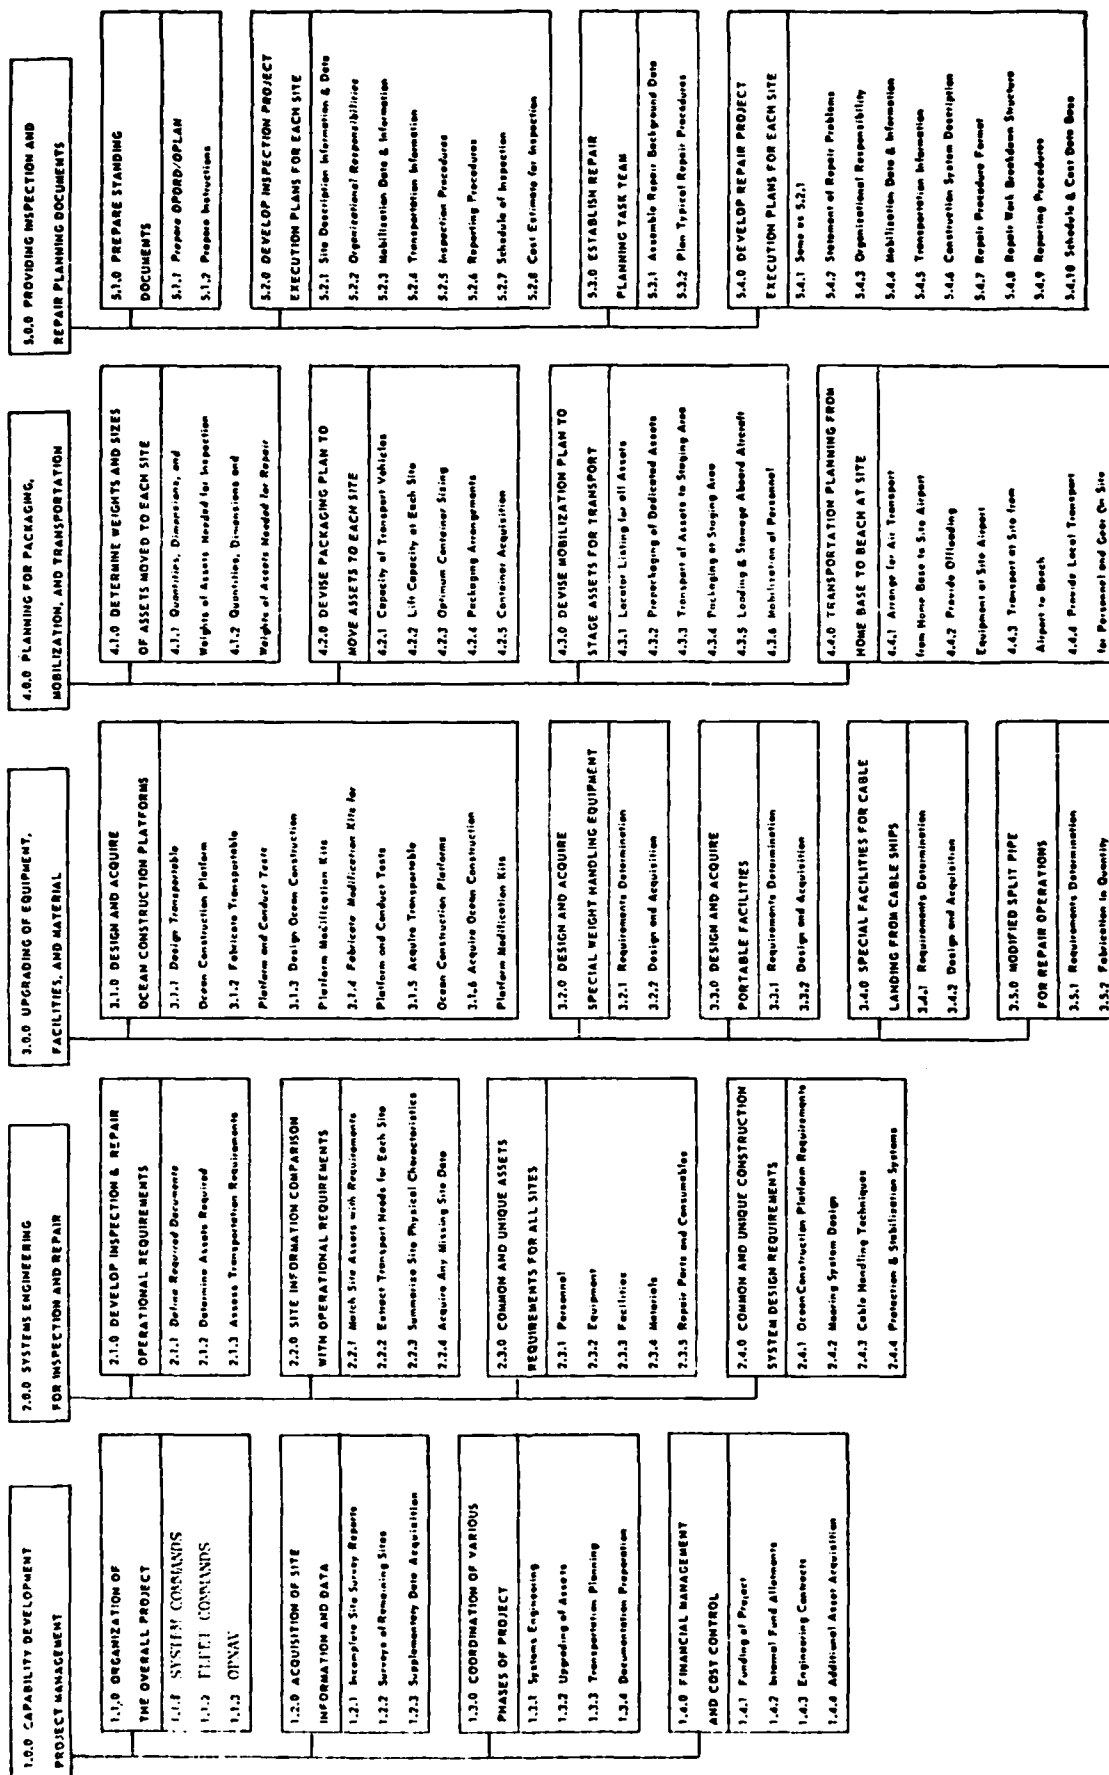 1.0.0 CAPABILITY DEVELOPMENT
PROJECT MANAGEMENT
1.1.0 ORGANIZATION OF
THE OVERALL PROJECT
1.1.1 SYSTEM COMMANDS
1.1.2 FLEET COMMANDS
1.1.3 OPNAV
1.2.0 ACQUISITION OF SITE
INFORMATION AND DATA
1.2.1 Incomplete Site Survey Reports
1.2.2 Surveys of Remaining Sites
1.2.3 Supplementary Data Acquisition
1.3.0 COORDINATION OF VARIOUS
PHASES OF PROJECT
1.3.1 Systems Engineering
1.3.2 Upgrading of Assets
1.3.3 Transportation Planning
1.3.4 Documentation Preparation
1.4.0 FINANCIAL MANAGEMENT
AND COST CONTROL
1.4.1 Funding of Project
1.4.2 Internal Fund Allotments
1.4.3 Engineering Contracts
1.4.4 Additional Asset Acquisition
2.0.0 SYSTEMS ENGINEERING
FOR INSPECTION AND REPAIR
2.1.0 DEVELOP INSPECTION & REPAIR
OPERATIONAL REQUIREMENTS
2.1.1 Define Required Documents
2.1.2 Determine Assets Required
2.1.3 Assess Transportation Requirements
2.2.0 SITE INFORMATION COMPARISON
WITH OPERATIONAL REQUIREMENTS
2.2.1 Match Site Assets with Requirements
2.2.2 Extract Transport Needs for Each Site
2.2.3 Summarize Site Physical Characteristics
2.2.4 Acquire Any Missing Site Data
2.3.0 COMMON AND UNIQUE ASSETS
REQUIREMENTS FOR ALL SITES
2.3.1 Personnel
2.3.2 Equipment
2.3.3 Facilities
2.3.4 Materials
2.3.5 Repair Parts and Consumables
2.4.0 COMMON AND UNIQUE CONSTRUCTION
SYSTEM DESIGN REQUIREMENTS
2.4.1 Ocean Construction Platform Requirements
2.4.2 Mooring System Design
2.4.3 Cable Handling Techniques
2.4.4 Protection & Stabilization Systems
3.0.0 UPGRADING OF EQUIPMENT,
FACILITIES, AND MATERIAL
3.1.0 DESIGN AND ACQUIRE
OCEAN CONSTRUCTION PLATFORMS
3.1.1 Design Transportable
Ocean Construction Platform
3.1.2 Fabricate Transportable
Platform and Conduct Tests
3.1.3 Design Ocean Construction
Platform Modification Kits
3.1.4 Fabricate Modification Kits for
Platform and Conduct Tests
3.1.5 Acquire Transportable
Ocean Construction Platforms
3.1.6 Acquire Ocean Construction
Platform Modification Kits
3.2.0 DESIGN AND ACQUIRE
SPECIAL WEIGHT HANDLING EQUIPMENT
3.2.1 Requirements Determination
3.2.2 Design and Acquisition
3.3.0 DESIGN AND ACQUIRE
PORTABLE FACILITIES
3.3.1 Requirements Determination
3.3.2 Design and Acquisition
3.4.0 SPECIAL FACILITIES FOR CABLE
LANDING FROM CABLE SHIPS
3.4.1 Requirements Determination
3.4.2 Design and Acquisition
3.5.0 MODIFIED SPLIT PIPE
FOR REPAIR OPERATIONS
3.5.1 Requirements Determination
3.5.2 Fabrication in Quantity
4.0.0 PLANNING FOR PACKAGING,
MOBILIZATION, AND TRANSPORTATION
4.1.0 DETERMINE WEIGHTS AND SIZES
OF ASSETS MOVED TO EACH SITE
4.1.1 Quantities, Dimensions, and
Weights of Assets Needed for Inspection
4.1.2 Quantities, Dimensions and
Weights of Assets Needed for Repair
4.2.0 DEVISE PACKAGING PLAN TO
MOVE ASSETS TO EACH SITE
4.2.1 Capacity of Transport Vehicles
4.2.2 Lift Capacity at Each Site
4.2.3 Optimum Container Sizing
4.2.4 Packaging Arrangements
4.2.5 Container Acquisition
4.3.0 DEVISE MOBILIZATION PLAN TO
STAGE ASSETS FOR TRANSPORT
4.3.1 Locator Listing for all Assets
4.3.2 Prepackaging of Dedicated Assets
4.3.3 Transport of Assets to Staging Area
4.3.4 Packaging at Staging Area
4.3.5 Loading & Stowage Aboard Aircraft
4.3.6 Mobilization of Personnel
4.4.0 TRANSPORTATION PLANNING FROM
HOME BASE TO BEACH AT SITE
4.4.1 Arrange for Air Transport
from Home Base to Site Airport
4.4.2 Provide Offloading
Equipment at Site Airport
4.4.3 Transport at Site from
Airport to Beach
4.4.4 Provide Local Transport
for Personnel and Gear On Site
5.0.0 PROVIDING INSPECTION AND
REPAIR PLANNING DOCUMENTS
5.1.0 PREPARE STANDING
DOCUMENTS
5.1.1 Prepare OPORD/OPLAN
5.1.2 Prepare Instructions
5.2.0 DEVELOP INSPECTION PROJECT
EXECUTION PLANS FOR EACH SITE
5.2.1 Site Description Information & Data
5.2.2 Organizational Responsibilities
5.2.3 Mobilization Data & Information
5.2.4 Transportation Information
5.2.5 Inspection Procedures
5.2.6 Reporting Procedures
5.2.7 Schedule of Inspection
5.2.8 Cost Estimate for Inspection
5.3.0 ESTABLISH REPAIR
PLANNING TASK TEAM
5.3.1 Assemble Repair Background Data
5.3.2 Plan Typical Repair Procedures
5.4.0 DEVELOP REPAIR PROJECT
EXECUTION PLANS FOR EACH SITE
5.4.1 Same as 5.2.1
5.4.2 Statement of Repair Problems
5.4.3 Organizational Responsibility
5.4.4 Mobilization Data & Information
5.4.5 Transportation Information
5.4.6 Construction System Description
5.4.7 Repair Procedure Format
5.4.8 Repair Work Breakdown Structure
5.4.9 Reporting Procedures
5.4.10 Schedule & Cost Data Base